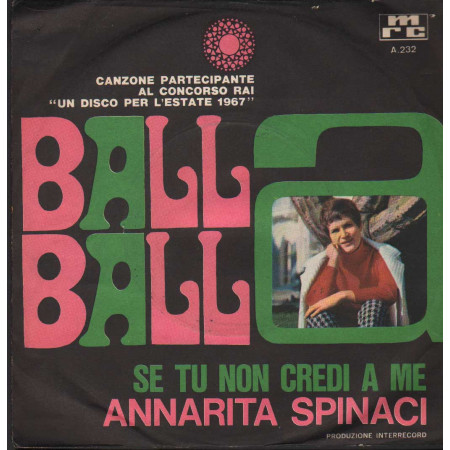 mrc
A.232
CANZONE PARTECIPANTE
AL CONCORSO RAI
"UN DISCO PER L'ESTATE 1967"
BALL
BALL a
SE TU NON CREDI A ME
ANNARITA SPINACI
PRODUZIONE INTERRECORD